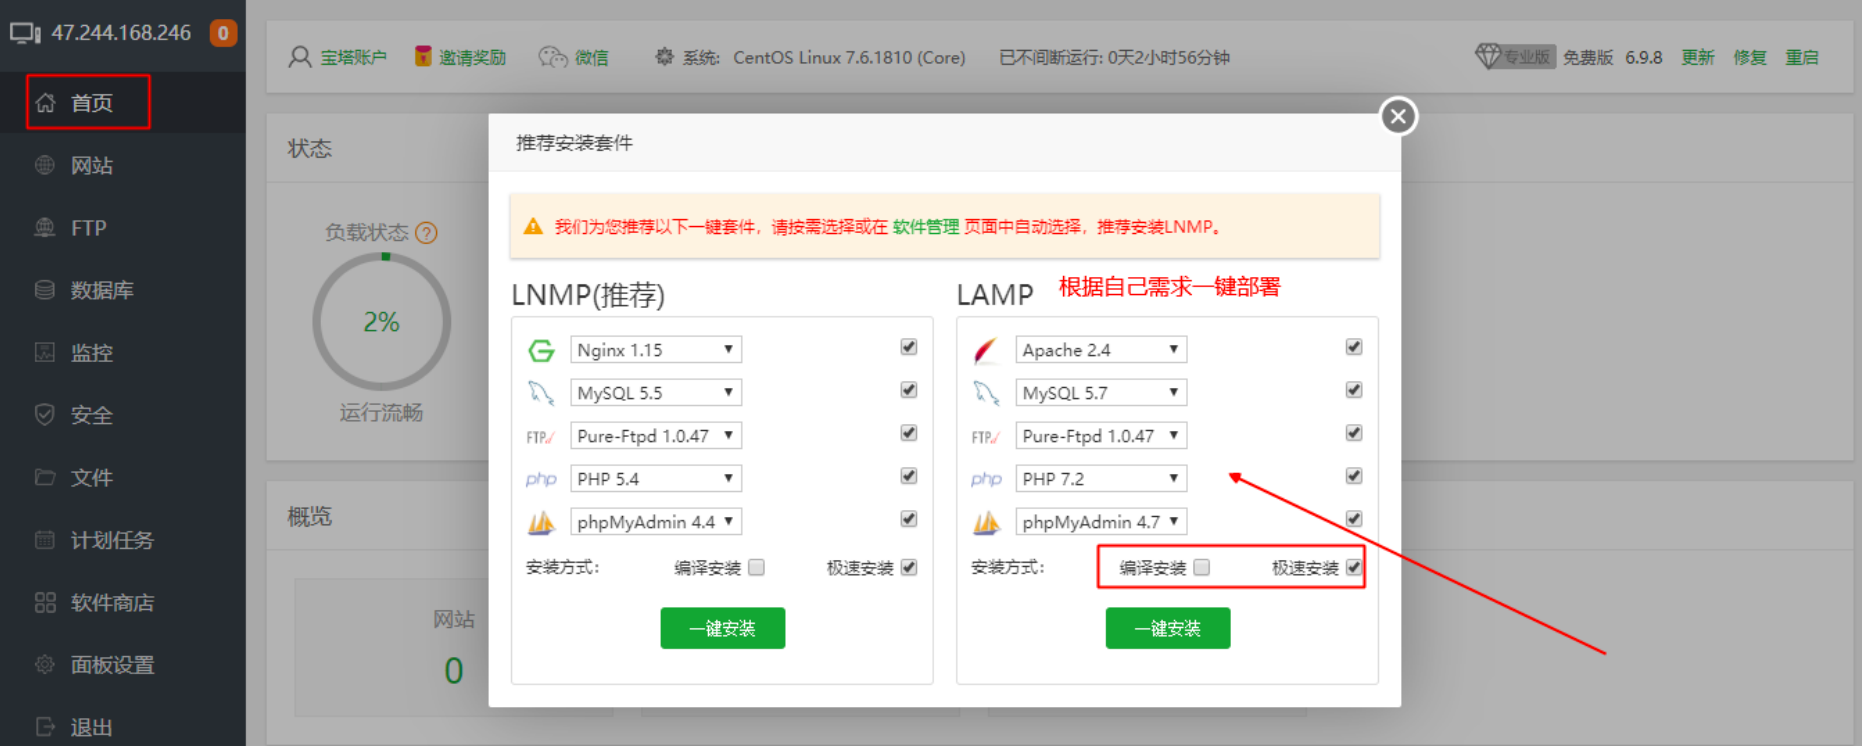 47.244.168.246 0
首页
网站
FTP
数据库
监控
安全
文件
计划任务
软件商店
面板设置
退出
宝塔账户 邀请奖励 微信 系统: CentOS Linux 7.6.1810 (Core) 已不间断运行: 0天2小时56分钟 专业版 免费版 6.9.8 更新 修复 重启
状态
负载状态 ?
2%
运行流畅
概览
网站
0
推荐安装套件
我们为您推荐以下一键套件，请按需选择或在 软件管理 页面中自动选择，推荐安装LNMP。
LNMP(推荐)
Nginx 1.15
MySQL 5.5
FTP Pure-Ftpd 1.0.47
php PHP 5.4
phpMyAdmin 4.4
安装方式： 编译安装 极速安装
一键安装
LAMP 根据自己需求一键部署
Apache 2.4
MySQL 5.7
FTP Pure-Ftpd 1.0.47
php PHP 7.2
phpMyAdmin 4.7
安装方式： 编译安装 极速安装
一键安装